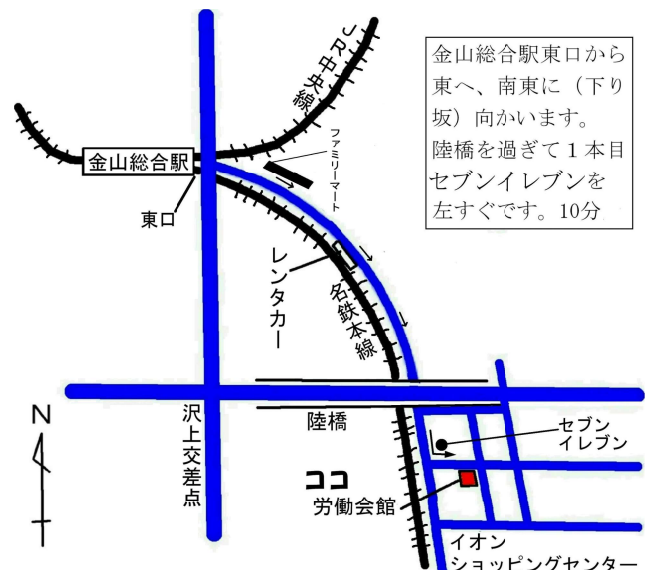 金山総合駅東口から
東へ、南東に（下り
坂）向かいます。
陸橋を過ぎて１本目
セブンイレブンを
左すぐです。10分
JR中央線
ファミリーマート
金山総合駅
東口
レンタカー
名鉄本線
N
沢上交差点
陸橋
セブン
イレブン
ココ
労働会館
イオン
ショッピングセンター